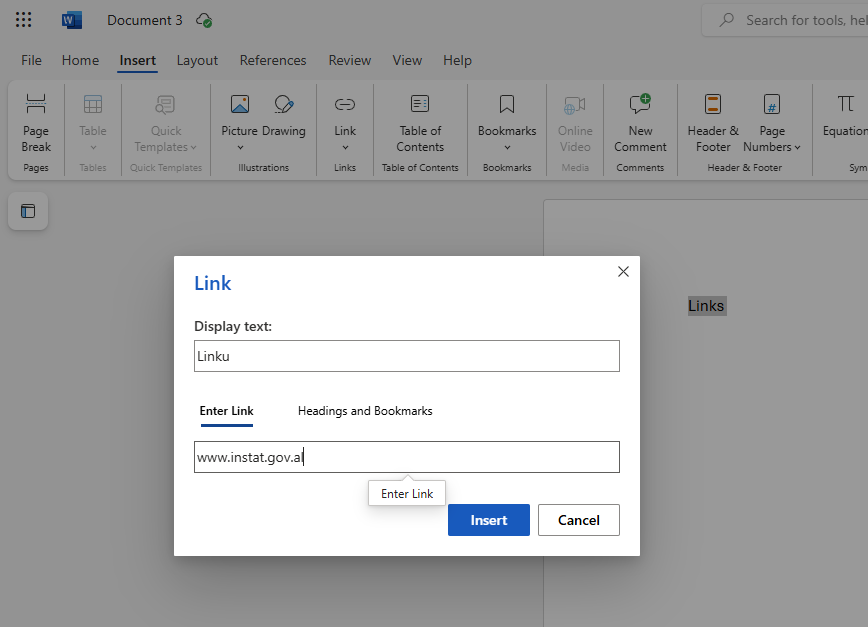 Document 3
Search for tools, hel
File Home Insert Layout References Review View Help
Page Break
Table
Quick Templates
Picture
Drawing
Link
Table of Contents
Bookmarks
Online Video
New Comment
Header & Footer
Page Numbers
Equation
Pages
Tables
Quick Templates
Illustrations
Links
Table of Contents
Bookmarks
Media
Comments
Header & Footer
Sym
Links
Link
Display text:
Linku
Enter Link
Headings and Bookmarks
www.instat.gov.al
Enter Link
Insert
Cancel